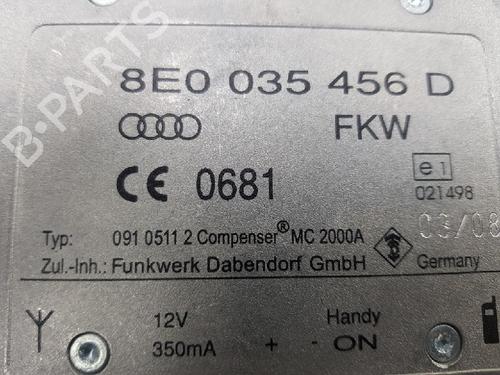 8E0 035 456 D
FKW
CE 0681
e1
021498
03/08
Typ: 091 0511 2 Compenser® MC 2000A
Zul.-Inh.: Funkwerk Dabendorf GmbH
Germany
12V
350mA
+ -
Handy
ON
B-PARTS